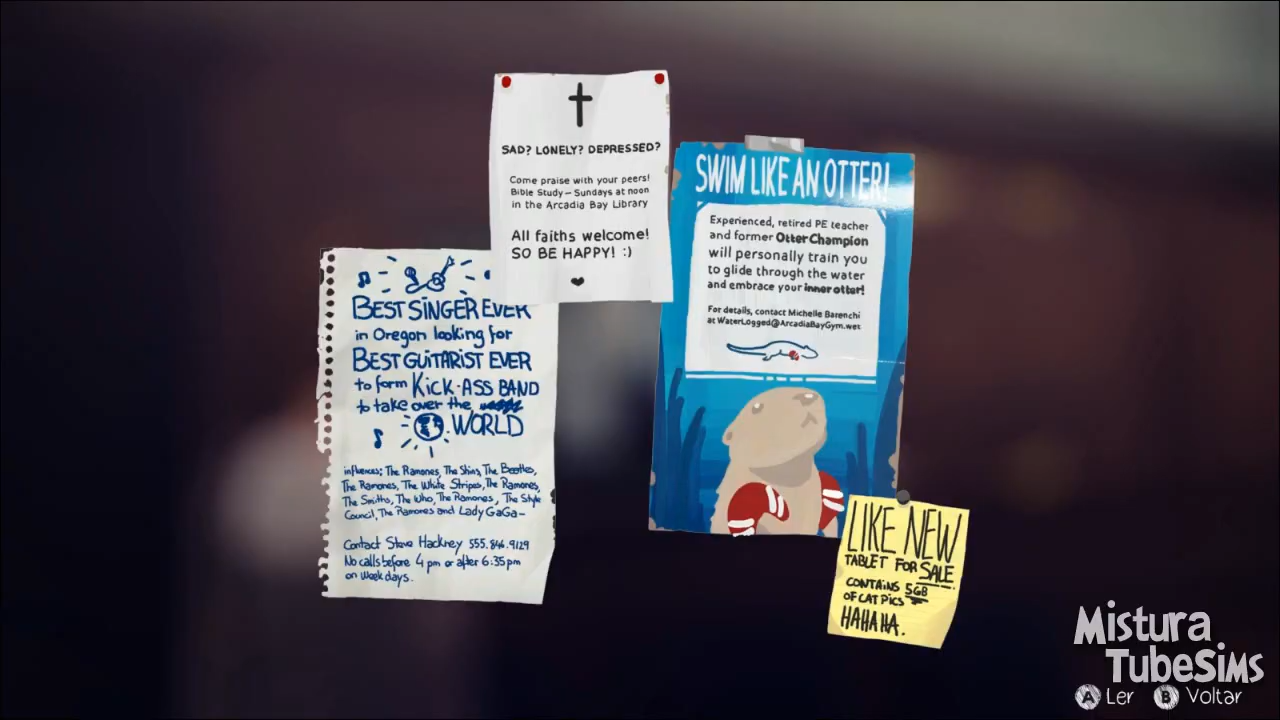 SAD? LONELY? DEPRESSED?
Come praise with your peers!
Bible Study – Sundays at noon
in the Arcadia Bay Library
All faiths welcome!
SO BE HAPPY! :)
SWIM LIKE AN OTTER!
Experienced, retired PE teacher
and former Otter Champion
will personally train you
to glide through the water
and embrace your inner otter!
For details, contact Michelle Barenchi
at WaterLogged@ArcadiaBayGym.wet
BEST SINGER EVER
in Oregon looking for
BEST GUITARIST EVER
to form KICK-ASS BAND
to take over the
WORLD
influences: The Ramones, The Shins, The Beatles,
The Ramones, The White Stripes, The Ramones,
The Smiths, The Who, The Ramones, The Style
Council, The Ramones and Lady GaGa-
Contact Steve Hackney 555.846.9129
No calls before 4pm or after 6:35pm
on weekdays.
LIKE NEW
TABLET FOR SALE
CONTAINS 5GB
OF CAT PICS
HAHAHA.
Mistura
TubeSims
A Ler B Voltar